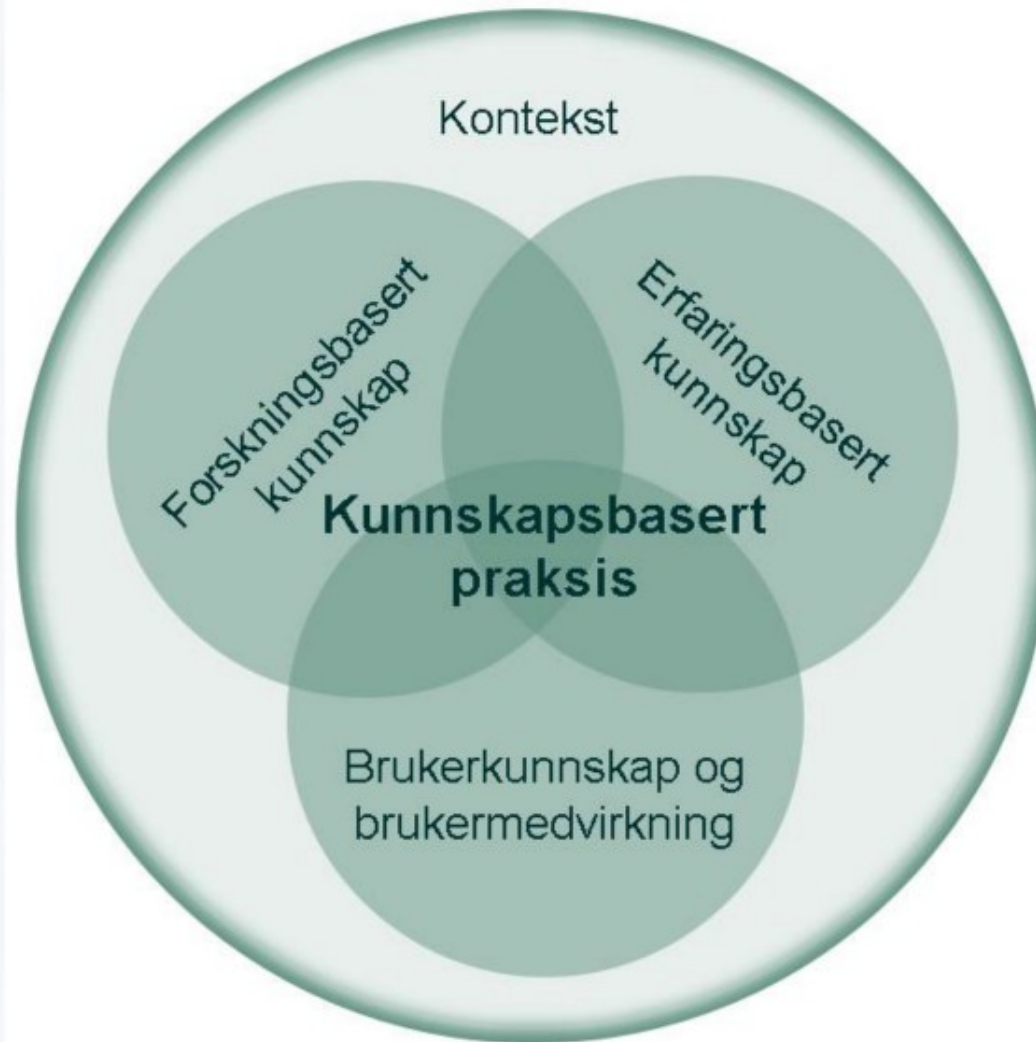 Kontekst
Forskningsbasert
kunnskap
Erfaringsbasert
kunnskap
Kunnskapsbasert
praksis
Brukerkunnskap og
brukermedvirkning